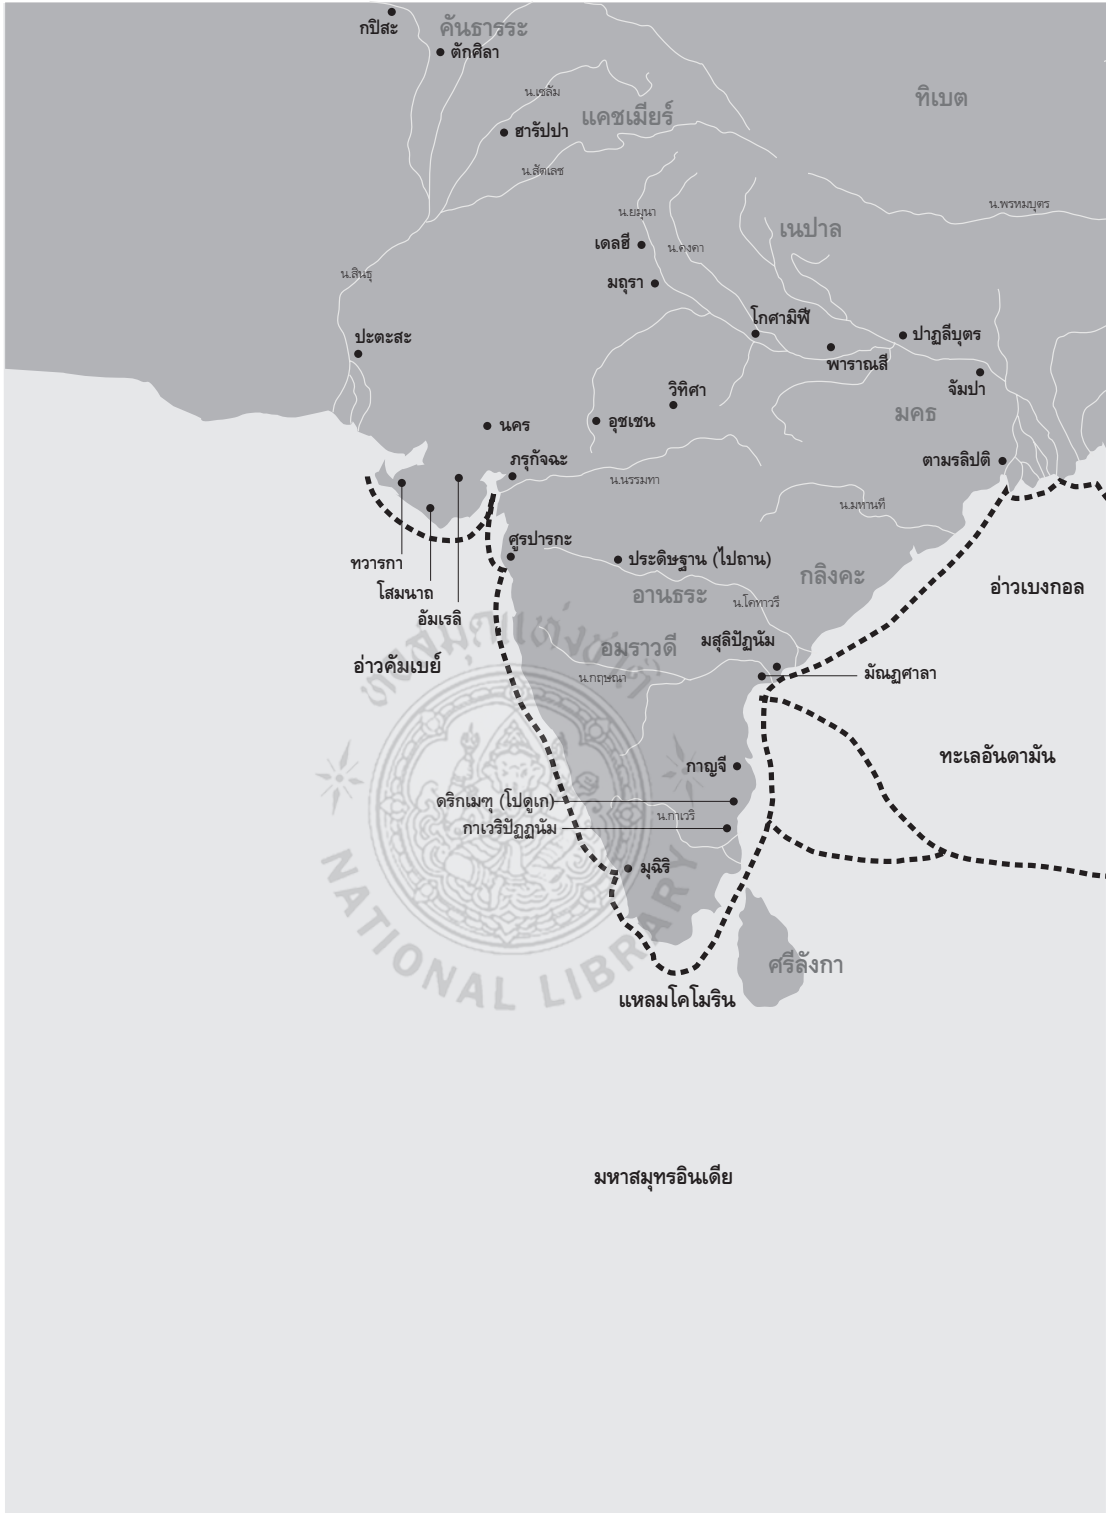 กปิสะ
คันธารระ
ตักศิลา
น.เซลัม
แคชเมียร์
ทิเบต
ฮารัปปา
น.สัตเลช
น.พรหมบุตร
น.ยมุนา
เนปาล
เดลฮี
น.คงคา
น.สินธุ
มถุรา
โกศามิฬี
ปะตะสะ
ปาฏลีบุตร
พาราณสี
วิทิศา
จัมปา
มคธ
นคร
อุชเชน
ภรุกัจฉะ
ตามรลิปติ
น.นรรมทา
น.มหานที
ศูรปารกะ
ทวารกา
ประดิษฐาน (ไปถาน)
กลิงคะ
โสมนาถ
อ่าวเบงกอล
อานธระ
น.โคทาวรี
อัมเรลิ
อมราวดี
มสุลิปัฏนัม
อ่าวคัมเบย์
น.กฤษณา
มัณฏศาลา
หอสมุดแห่งชาติ
ทะเลอันดามัน
กาญจี
ดริกเมฑุ (โปดูเก)
น.กาเวริ
กาเวริปัฏฏนัม
มุฉิริ
NATIONAL LIBRARY
ศรีลังกา
แหลมโคโมริน
มหาสมุทรอินเดีย